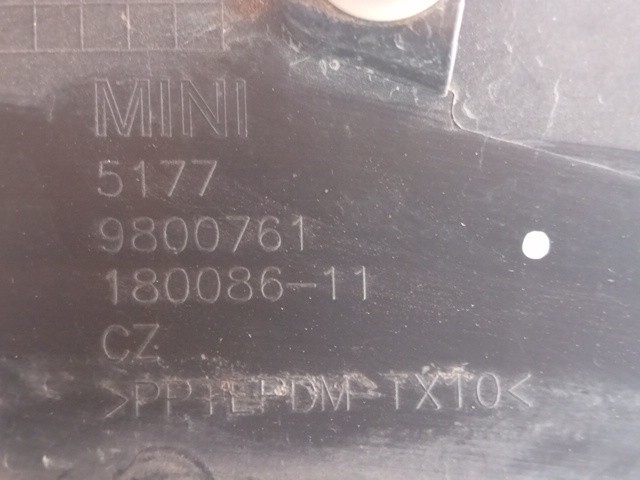 MINI
5177
9800761
180086-11
CZ
>PP+EPDM-TX10<